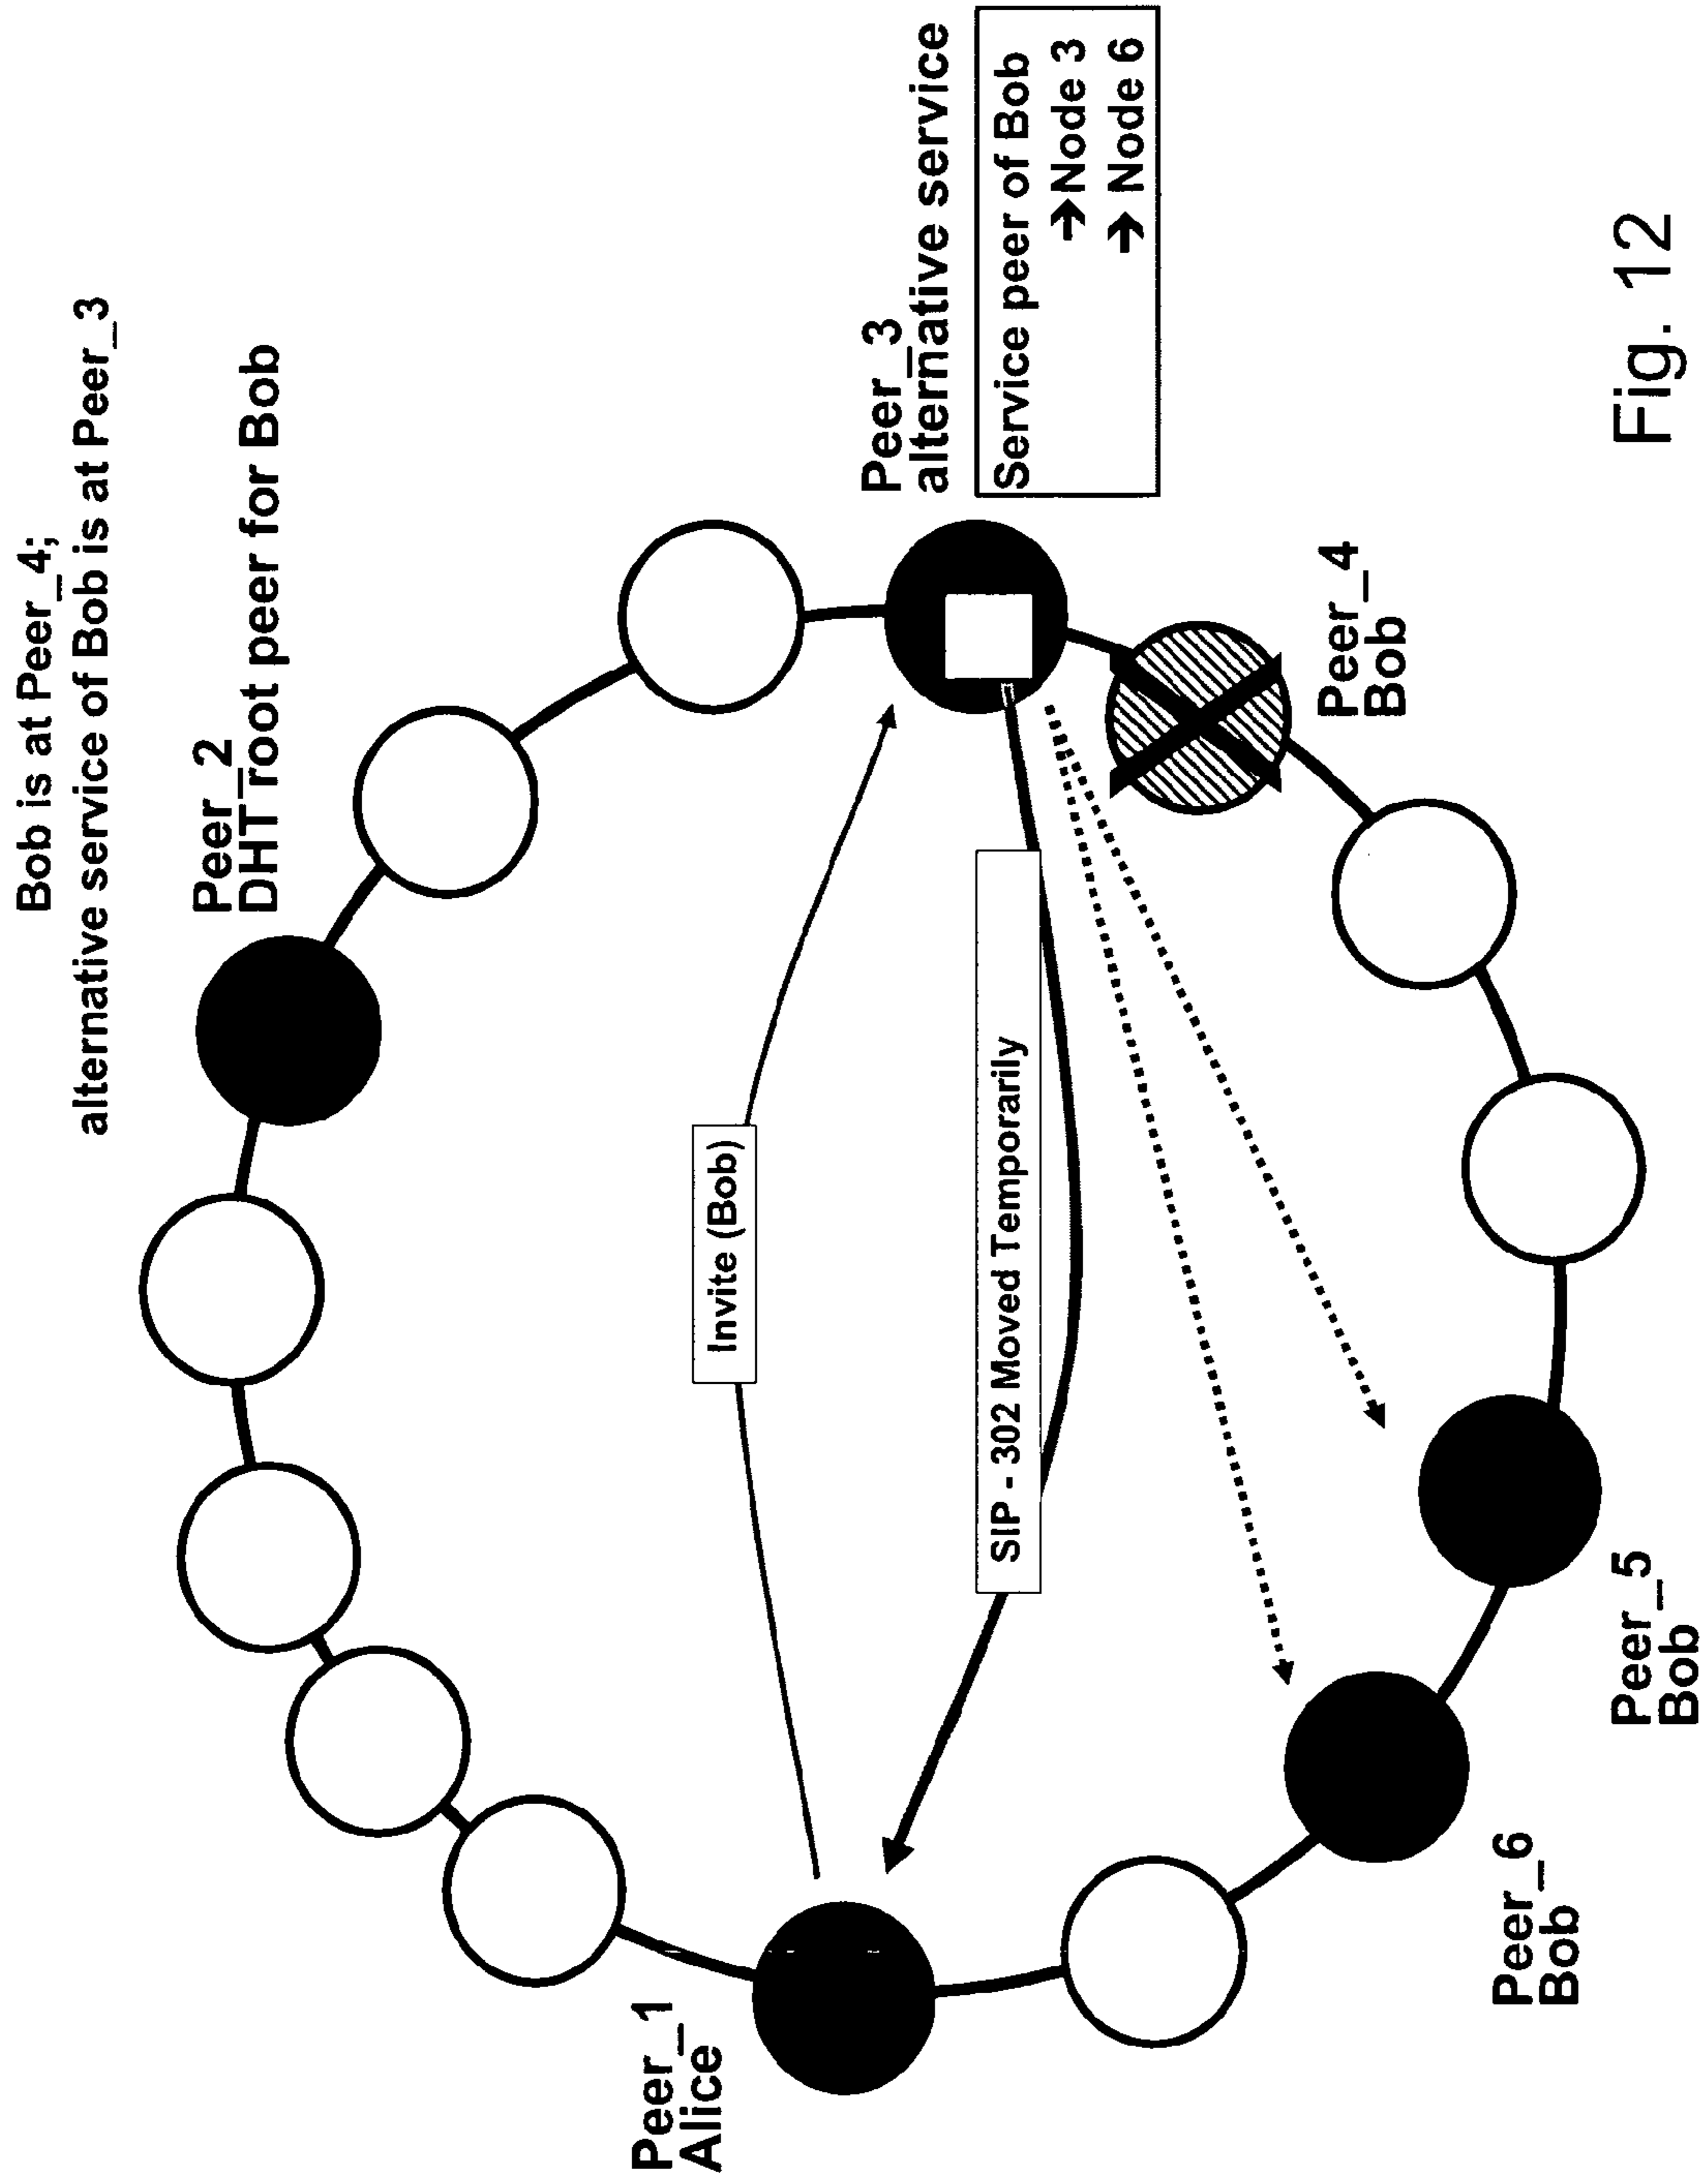 Bob is at Peer_4;
alternative service of Bob is at Peer_3
Peer_2
DHT root peer for Bob
Peer_1
Alice
Invite (Bob)
Peer_3
alternative service
Service peer of Bob
➔Node 3
➔ Node 6
SIP - 302 Moved Temporarily
Peer_4
Bob
Peer_6
Bob
Peer_5
Bob
Fig. 12